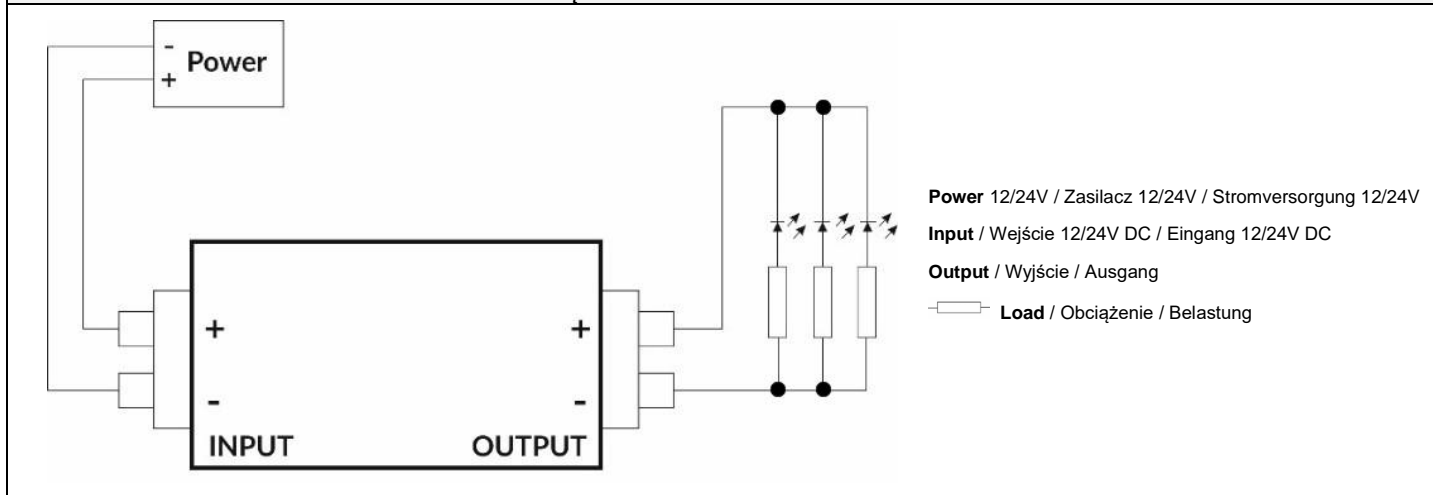 -
Power
+
+
+
-
-
INPUT
OUTPUT
Power 12/24V / Zasilacz 12/24V / Stromversorgung 12/24V
Input / Wejście 12/24V DC / Eingang 12/24V DC
Output / Wyjście / Ausgang
Load / Obciążenie / Belastung